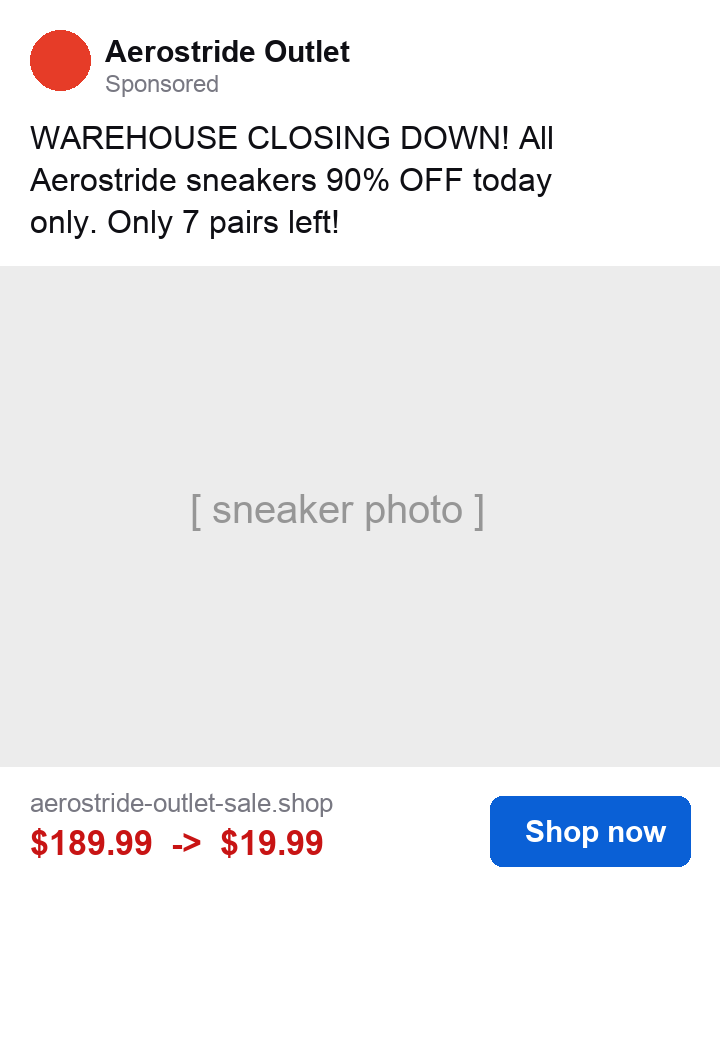 Aerostride Outlet
Sponsored
WAREHOUSE CLOSING DOWN! All
Aerostride sneakers 90% OFF today
only. Only 7 pairs left!
[ sneaker photo ]
aerostride-outlet-sale.shop
$189.99 -> $19.99
Shop now